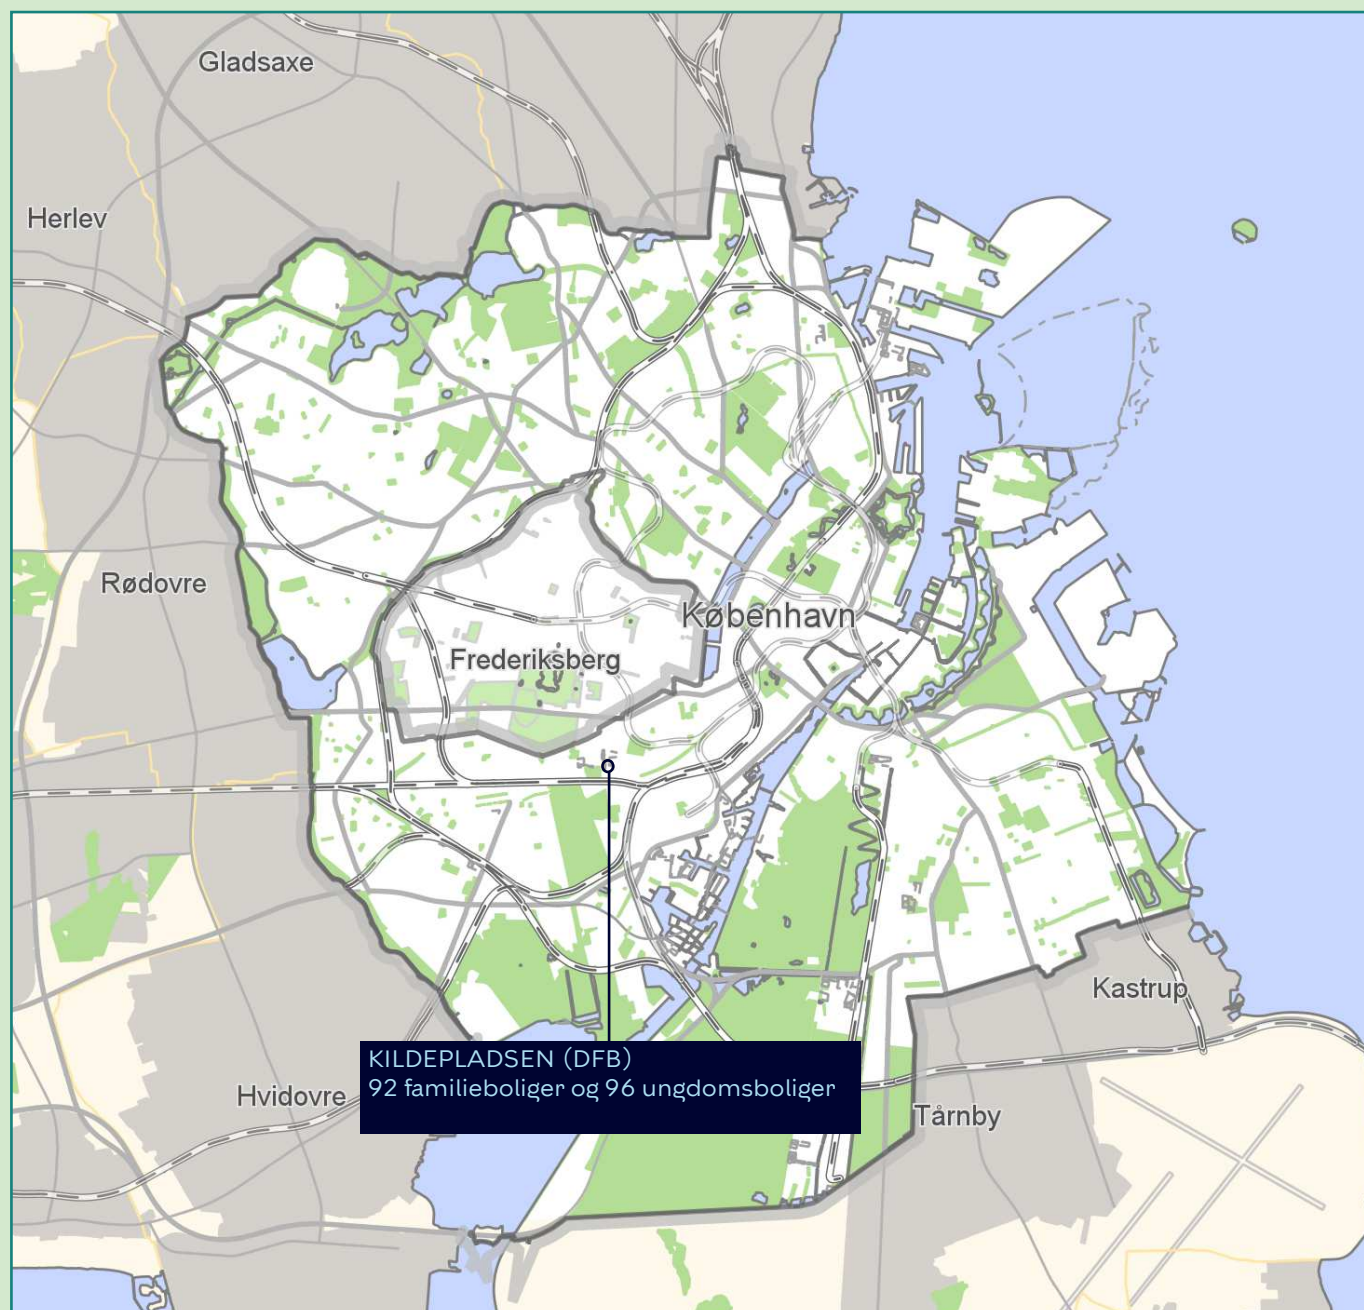 Gladsaxe
Herlev
Rødovre
København
Frederiksberg
Kastrup
KILDEPLADSEN (DFB)
92 familieboliger og 96 ungdomsboliger
Hvidovre
Tårnby